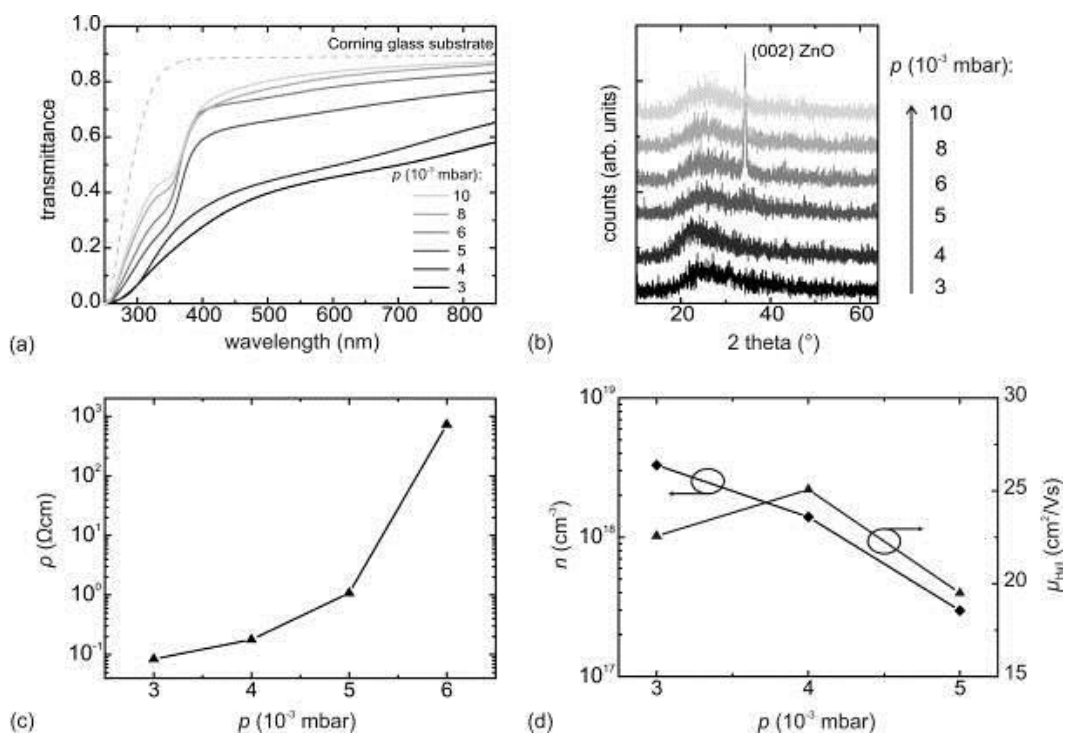 1.0
0.8
0.6
0.4
0.2
0.0
transmittance
300 400 500 600 700 800
wavelength (nm)
Corning glass substrate
p (10⁻³ mbar):
10
8
6
5
4
3
(a)
counts (arb. units)
(002) ZnO
20 40 60
2 theta (°)
p (10⁻³ mbar):
10
8
6
5
4
3
(b)
10³
10²
10¹
10⁰
10⁻¹
ρ (Ωcm)
3 4 5 6
p (10⁻³ mbar)
(c)
10¹⁹
10¹⁸
10¹⁷
n (cm⁻³)
30
25
20
15
μHall (cm²/Vs)
3 4 5
p (10⁻³ mbar)
(d)